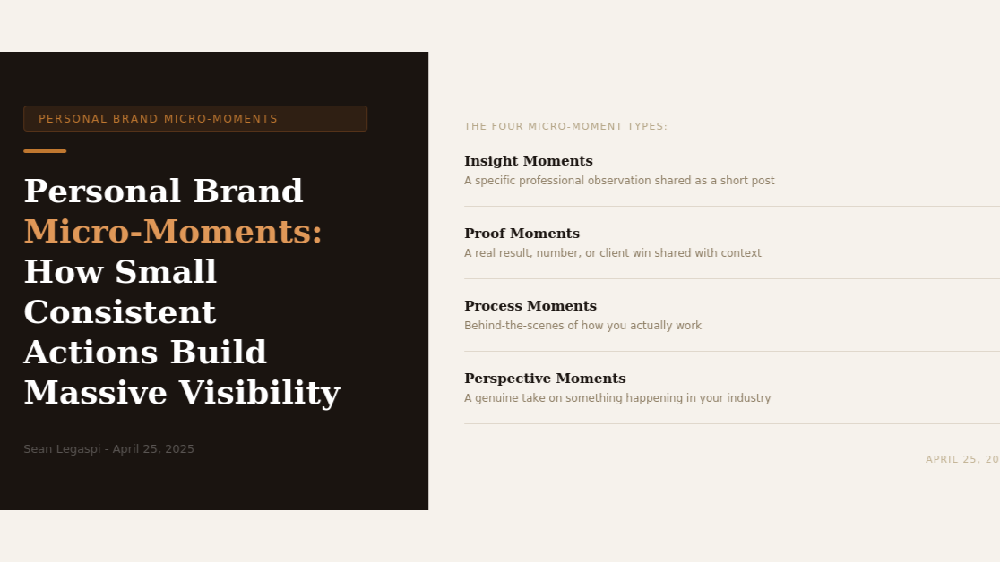 PERSONAL BRAND MICRO-MOMENTS
Personal Brand
Micro-Moments:
How Small
Consistent
Actions Build
Massive Visibility
Sean Legaspi - April 25, 2025
THE FOUR MICRO-MOMENT TYPES:
Insight Moments
A specific professional observation shared as a short post
Proof Moments
A real result, number, or client win shared with context
Process Moments
Behind-the-scenes of how you actually work
Perspective Moments
A genuine take on something happening in your industry
APRIL 25, 20